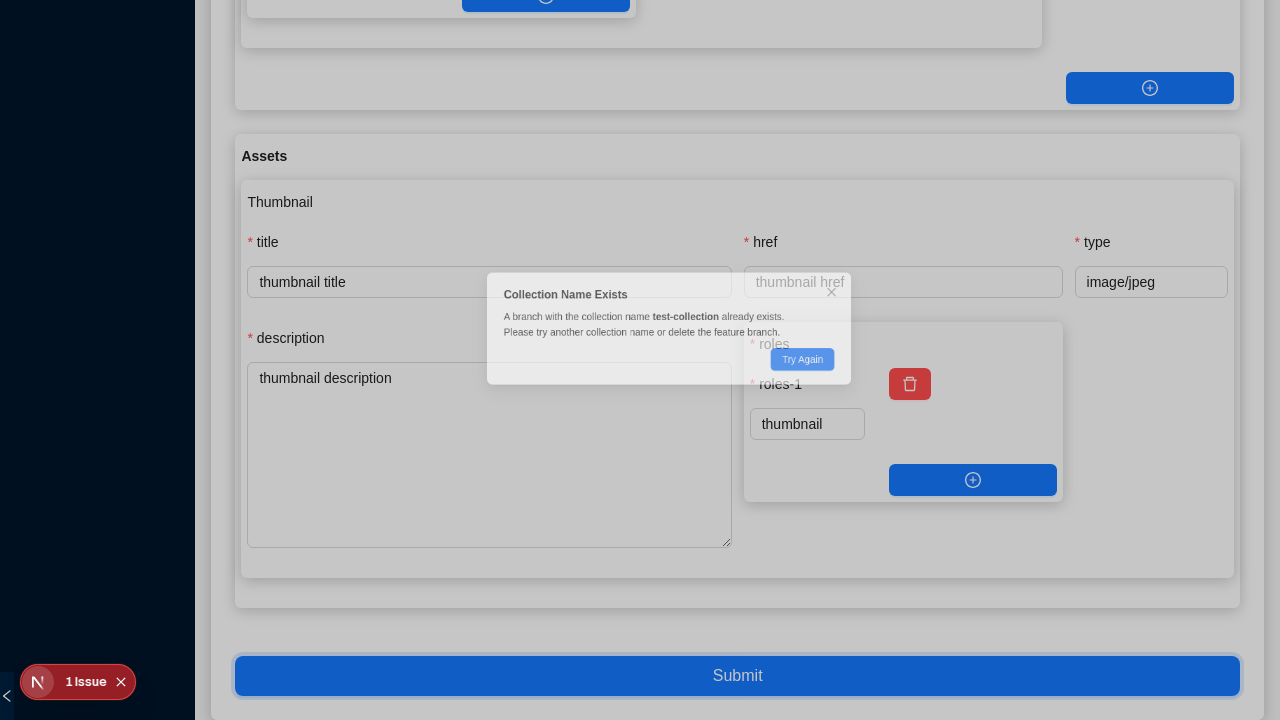 Assets
Thumbnail
* title
* href
* type
thumbnail title
thumbnail href
image/jpeg
Collection Name Exists
A branch with the collection name test-collection already exists.
Please try another collection name or delete the feature branch.
Try Again
* description
* roles
thumbnail description
* roles-1
thumbnail
Submit
N
1 Issue